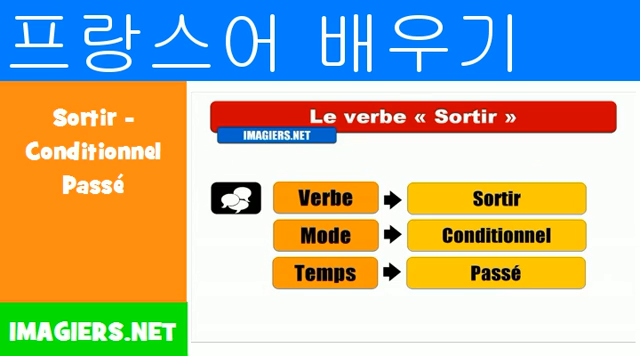 프랑스어 배우기
Sortir -
Conditionnel
Passé
IMAGIERS.NET
Le verbe « Sortir »
IMAGIERS.NET
Verbe Sortir
Mode Conditionnel
Temps Passé